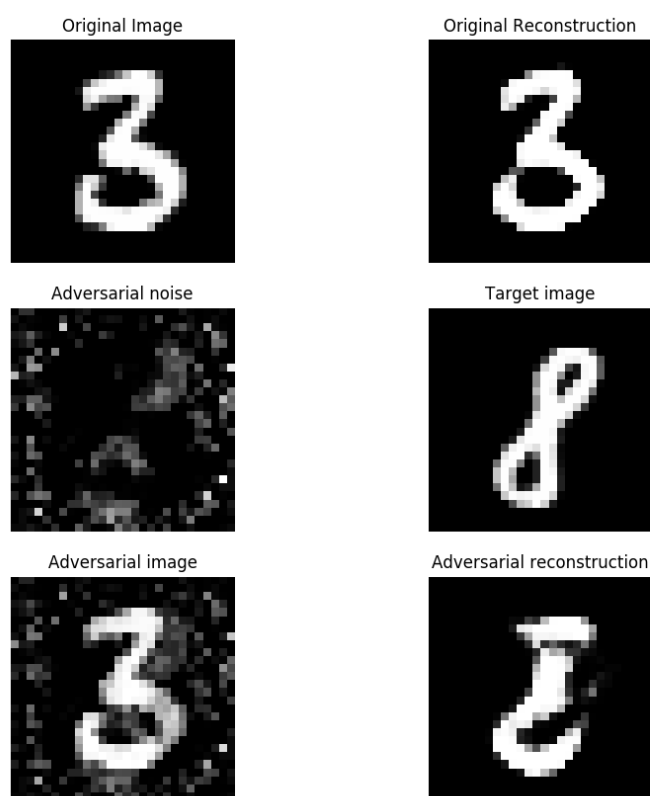 Original Image
Original Reconstruction
Adversarial noise
Target image
Adversarial image
Adversarial reconstruction